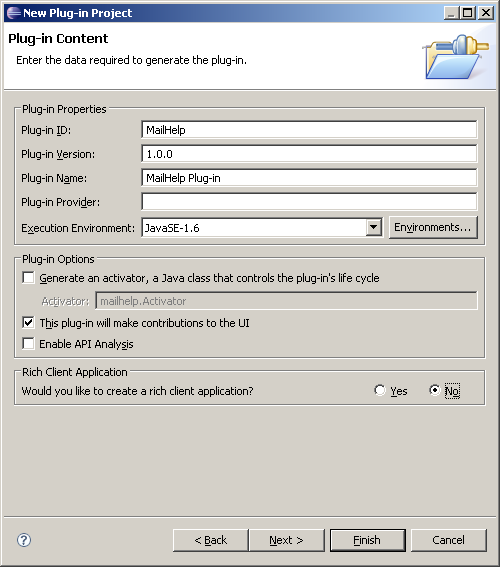 New Plug-in Project
Plug-in Content
Enter the data required to generate the plug-in.
Plug-in Properties
Plug-in ID: MailHelp
Plug-in Version: 1.0.0
Plug-in Name: MailHelp Plug-in
Plug-in Provider:
Execution Environment: JavaSE-1.6 Environments...
Plug-in Options
Generate an activator, a Java class that controls the plug-in's life cycle
Activator: mailhelp.Activator
This plug-in will make contributions to the UI
Enable API Analysis
Rich Client Application
Would you like to create a rich client application? Yes No
? < Back Next > Finish Cancel